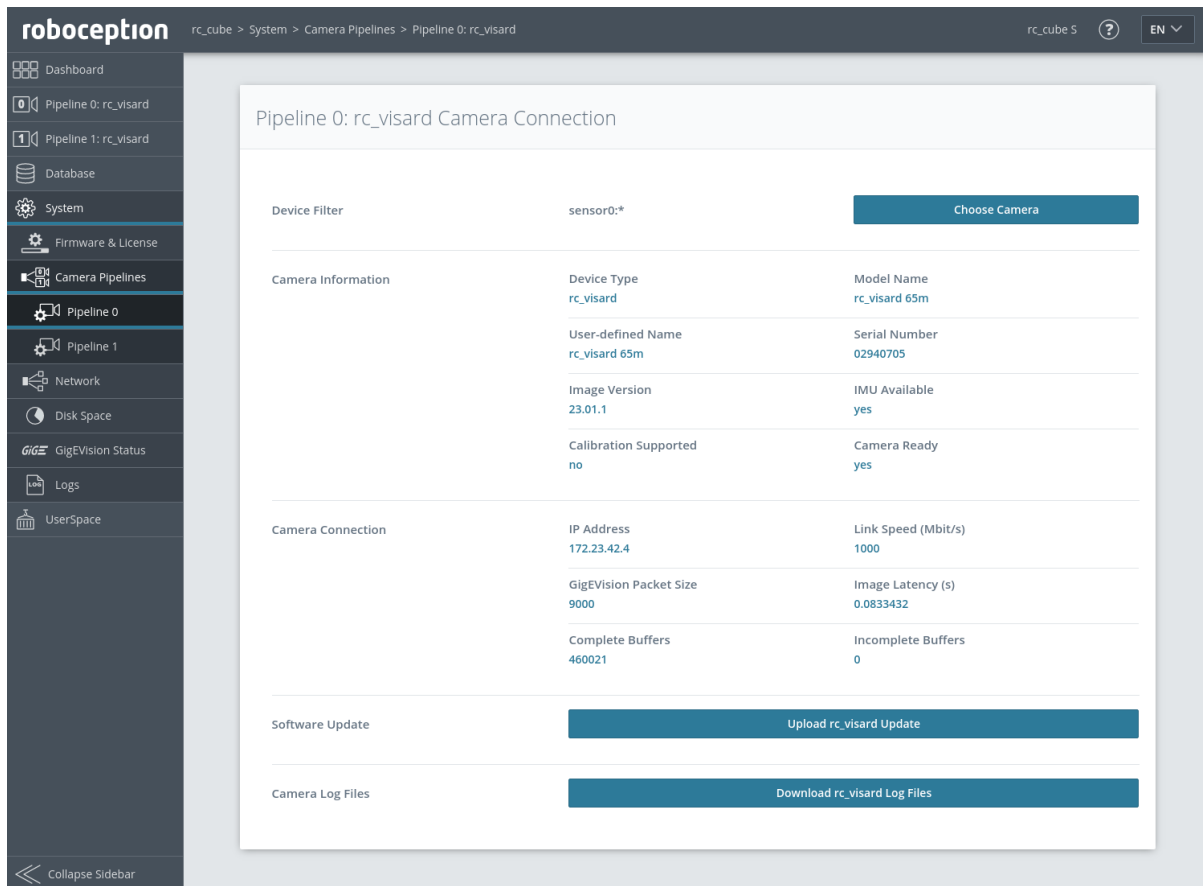 roboception
rc_cube > System > Camera Pipelines > Pipeline 0: rc_visard
rc_cube S
?
EN
Dashboard
0 Pipeline 0: rc_visard
1 Pipeline 1: rc_visard
Database
System
Firmware & License
0 1 Camera Pipelines
Pipeline 0
Pipeline 1
Network
Disk Space
GiGE GigEVision Status
LOG Logs
UserSpace
Collapse Sidebar
Pipeline 0: rc_visard Camera Connection
Device Filter
sensor0:*
Choose Camera
Camera Information
Device Type
rc_visard
Model Name
rc_visard 65m
User-defined Name
rc_visard 65m
Serial Number
02940705
Image Version
23.01.1
IMU Available
yes
Calibration Supported
no
Camera Ready
yes
Camera Connection
IP Address
172.23.42.4
Link Speed (Mbit/s)
1000
GigEVision Packet Size
9000
Image Latency (s)
0.0833432
Complete Buffers
460021
Incomplete Buffers
0
Software Update
Upload rc_visard Update
Camera Log Files
Download rc_visard Log Files